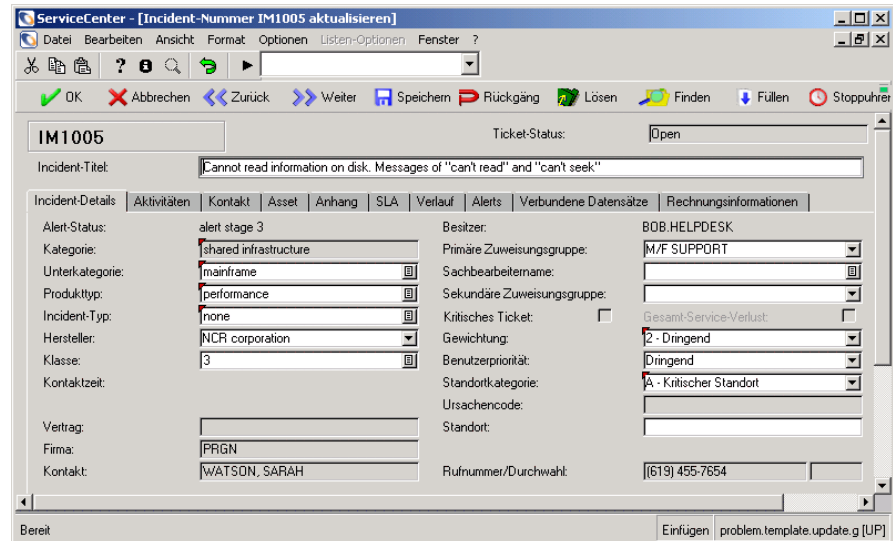 ServiceCenter - [Incident-Nummer IM1005 aktualisieren]
Datei Bearbeiten Ansicht Format Optionen Listen-Optionen Fenster ?
OK Abbrechen Zurück Weiter Speichern Rückgäng Lösen Finden Füllen Stoppuhrer
IM1005 Ticket-Status: Open
Incident-Titel: Cannot read information on disk. Messages of "can't read" and "can't seek"
Incident-Details Aktivitäten Kontakt Asset Anhang SLA Verlauf Alerts Verbundene Datensätze Rechnungsinformationen
Alert-Status: alert stage 3 Besitzer: BOB.HELPDESK
Kategorie: shared infrastructure Primäre Zuweisungsgruppe: M/F SUPPORT
Unterkategorie: mainframe Sachbearbeitername:
Produkttyp: performance Sekundäre Zuweisungsgruppe:
Incident-Typ: none Kritisches Ticket: Gesamt-Service-Verlust:
Hersteller: NCR corporation Gewichtung: 2 - Dringend
Klasse: 3 Benutzerpriorität: Dringend
Kontaktzeit: Standortkategorie: A - Kritischer Standort
Ursachencode:
Vertrag: Standort:
Firma: PRGN
Kontakt: WATSON, SARAH Rufnummer/Durchwahl: (619) 455-7654
Bereit Einfügen problem.template.update.g [UP]